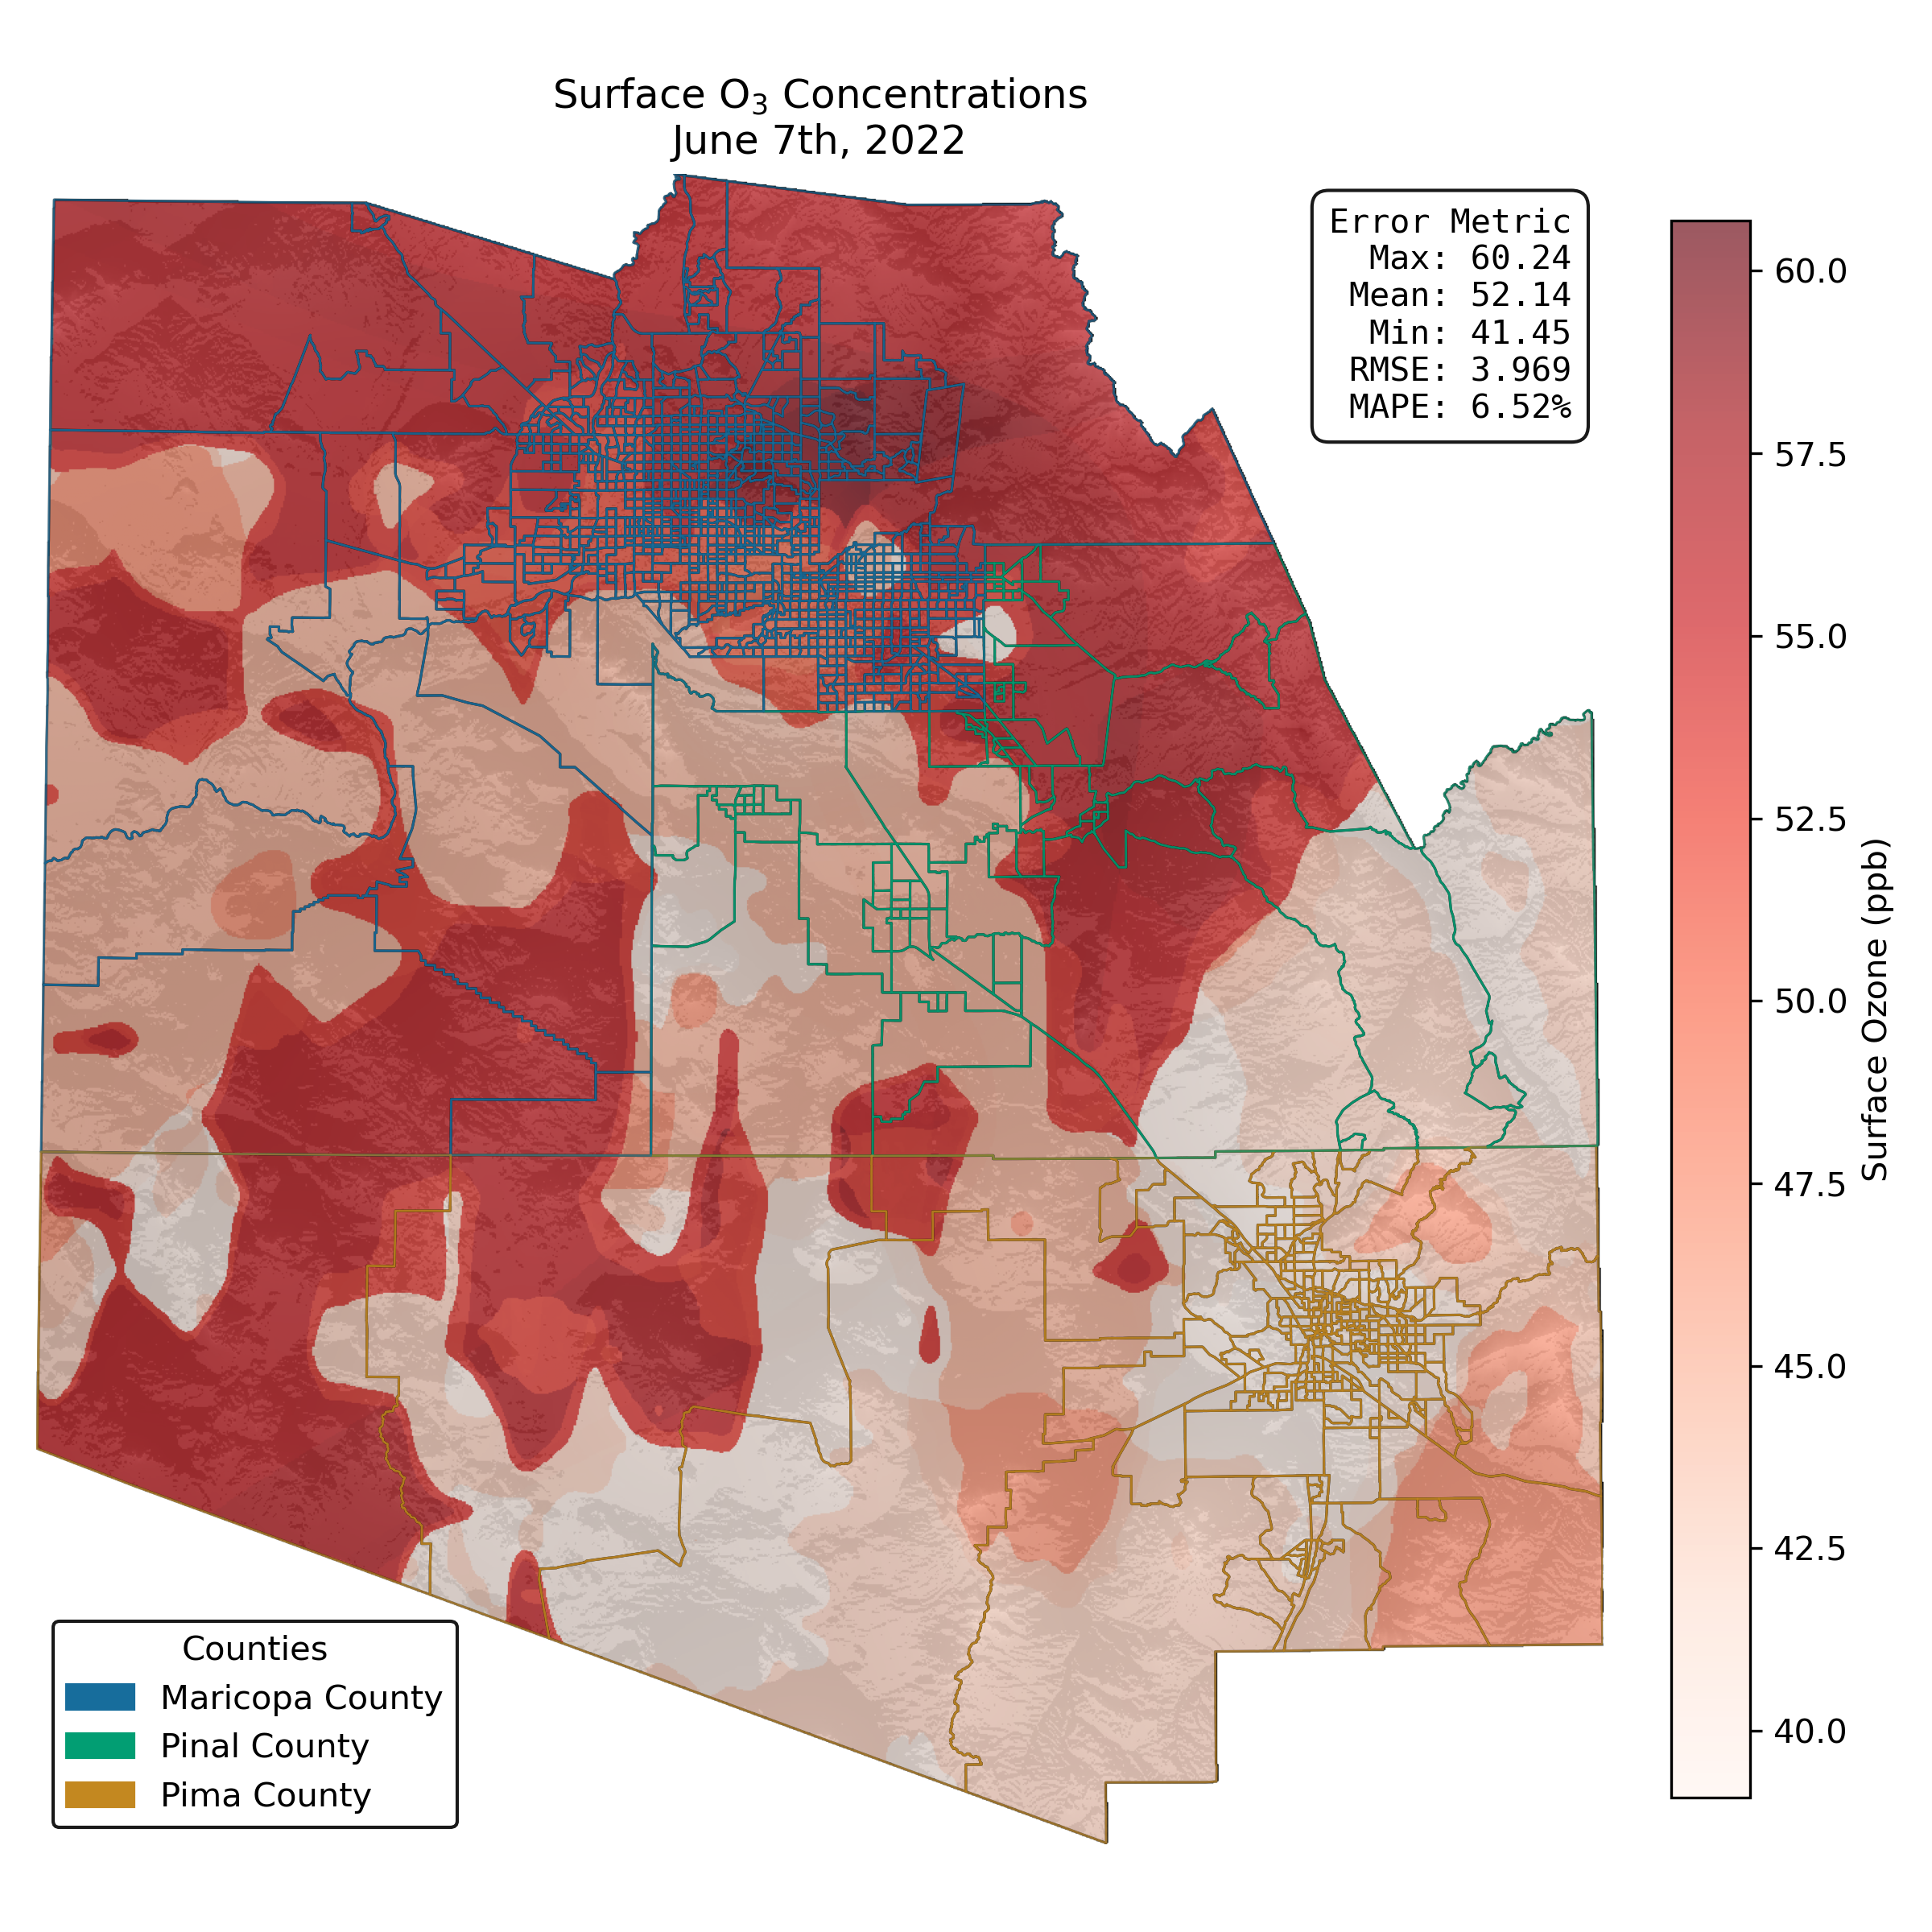 Surface O₃ Concentrations
June 7th, 2022
Error Metric
Max: 60.24
Mean: 52.14
Min: 41.45
RMSE: 3.969
MAPE: 6.52%
60.0
57.5
55.0
52.5
50.0
47.5
45.0
42.5
40.0
Surface Ozone (ppb)
Counties
Maricopa County
Pinal County
Pima County